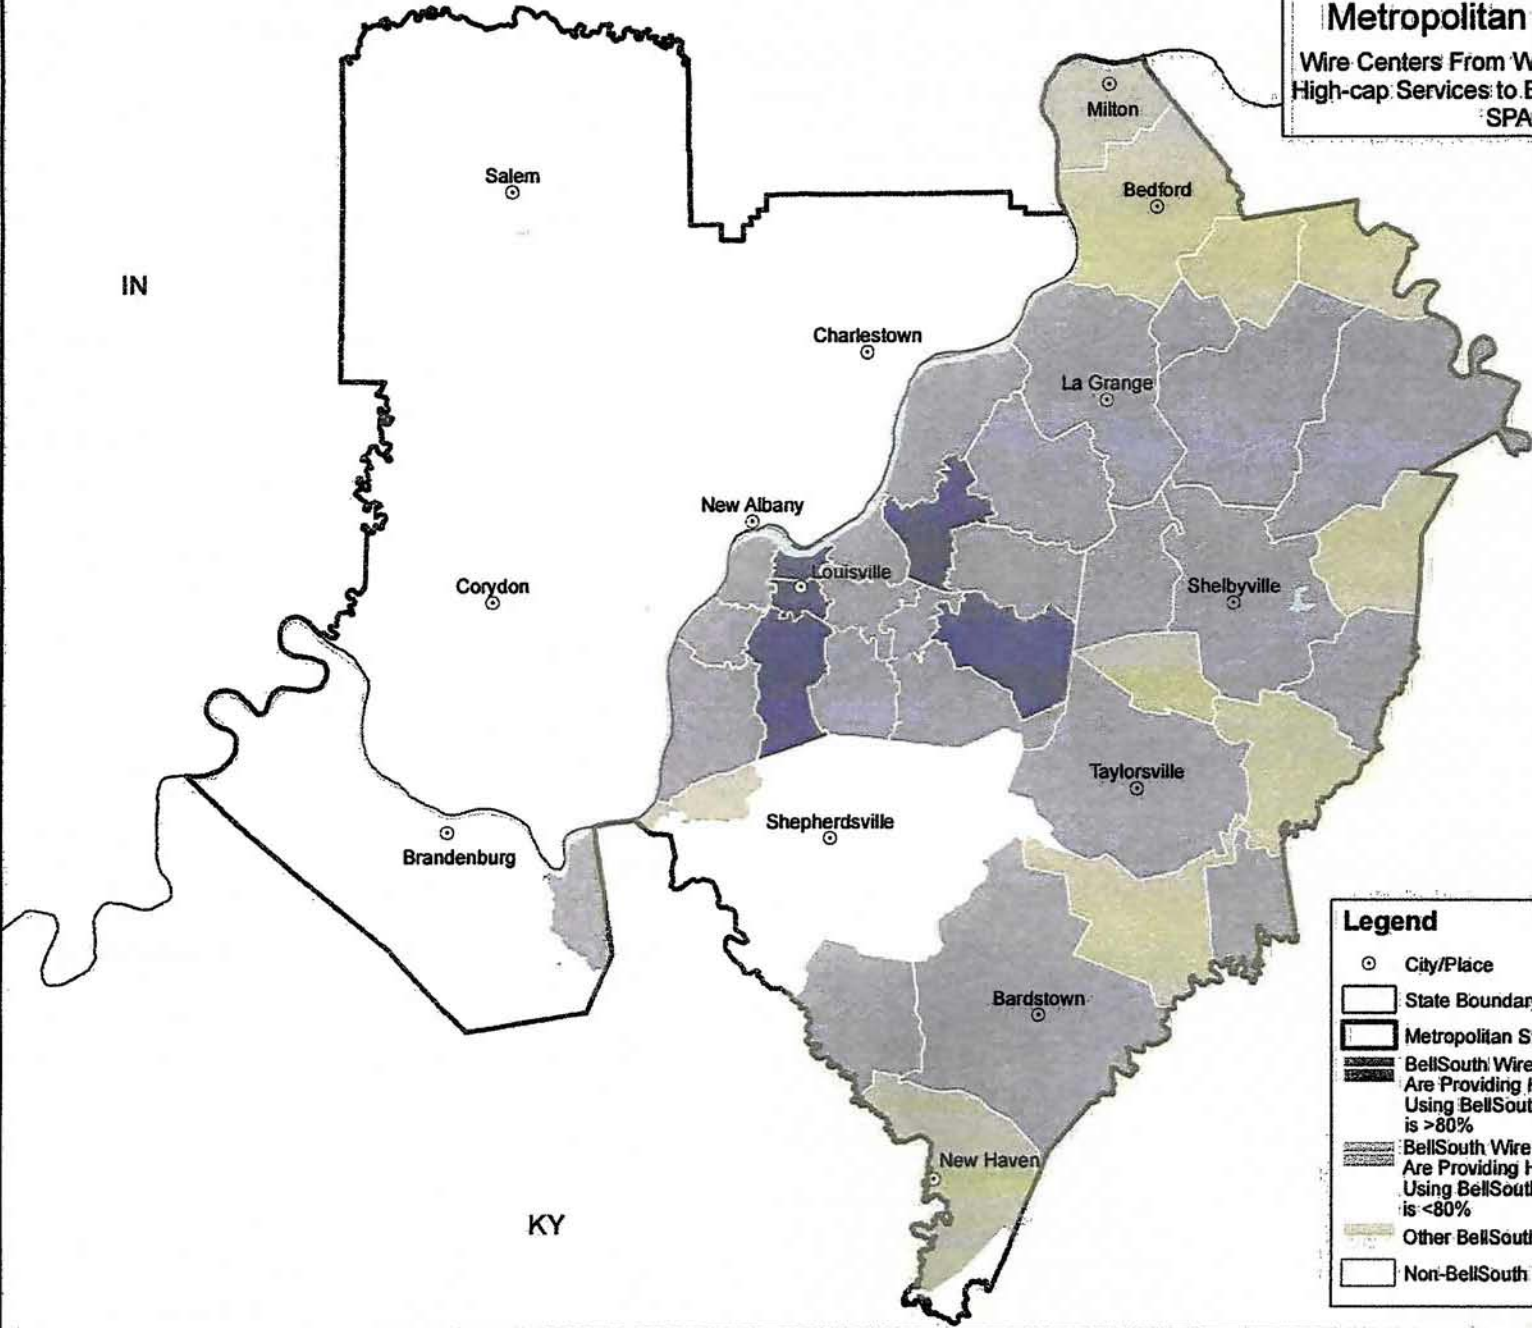 Metropolitan
Wire Centers From W
High-cap Services to B
SPA
Milton
Salem
Bedford
IN
Charlestown
La Grange
New Albany
Louisville
Corydon
Shelbyville
Taylorsville
Shepherdsville
Brandenburg
Bardstown
New Haven
KY
Legend
City/Place
State Boundar
Metropolitan S
BellSouth Wire
Are Providing H
Using BellSout
is >80%
BellSouth Wire
Are Providing H
Using BellSout
is <80%
Other BellSouth
Non-BellSouth